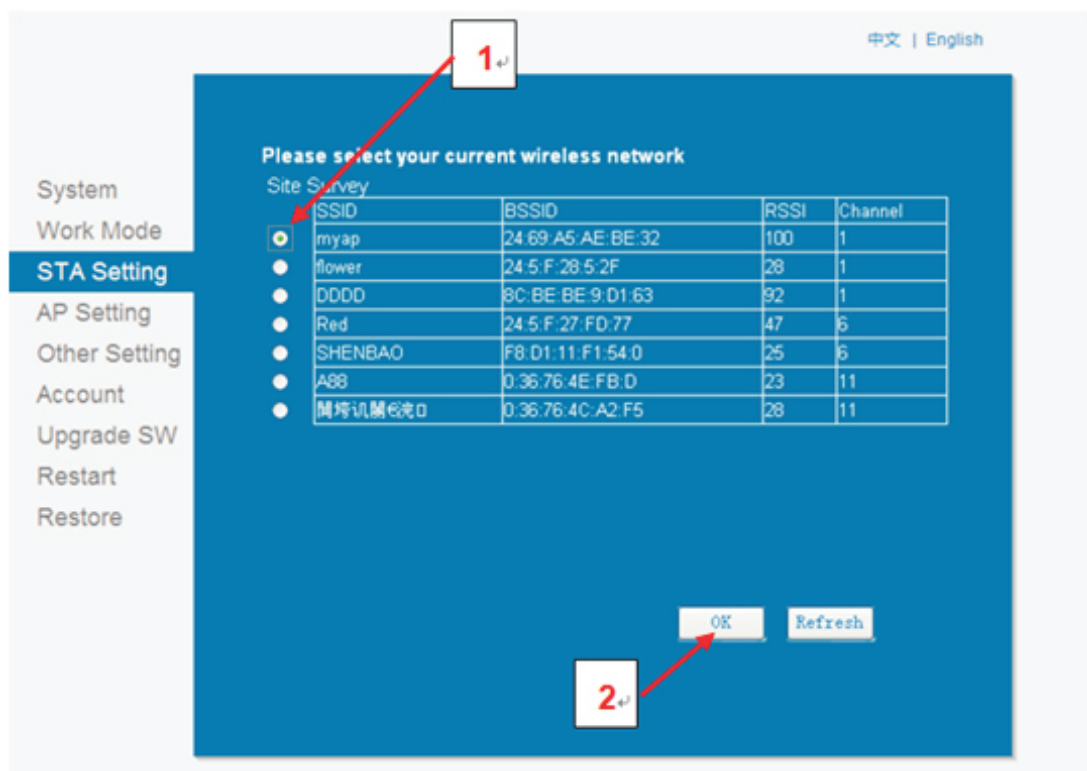 中文 | English
1
Please select your current wireless network
Site Survey
SSID BSSID RSSI Channel
myap 24:69:A5:AE:BE:32 100 1
flower 24:5:F:28:5:2F 28 1
DDDD 8C:BE:BE:9:D1:63 92 1
Red 24:5:F:27:FD:77 47 6
SHENBAO F8:D1:11:F1:54:0 25 6
A88 0:36:76:4E:FB:D 23 11
0:36:76:4C:A2:F5 28 11
System
Work Mode
STA Setting
AP Setting
Other Setting
Account
Upgrade SW
Restart
Restore
OK Refresh
2